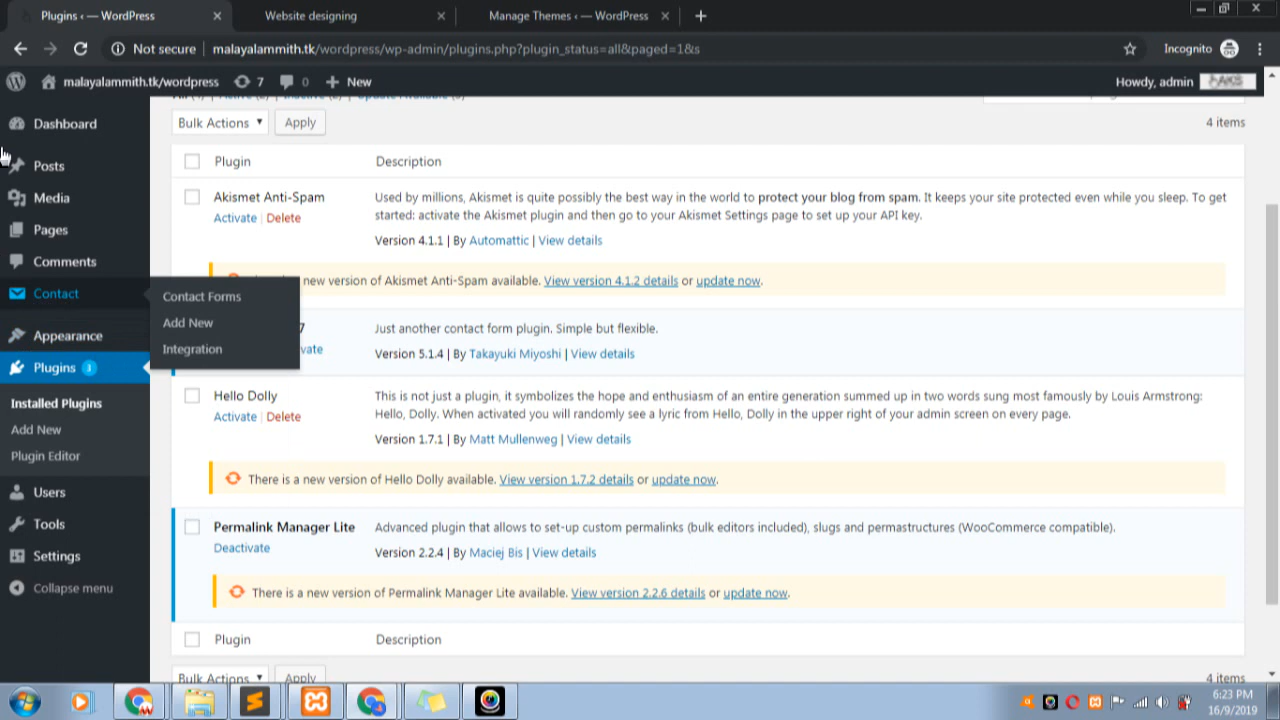 Plugins ‹ — WordPress
Website designing
Manage Themes ‹ — WordPress
Not secure
malayalammith.tk/wordpress/wp-admin/plugins.php?plugin_status=all&paged=1&s
Incognito
malayalammith.tk/wordpress
7
0
New
Howdy, admin
Dashboard
Posts
Media
Pages
Comments
Contact
Contact Forms
Add New
Integration
Appearance
Plugins 3
Installed Plugins
Add New
Plugin Editor
Users
Tools
Settings
Collapse menu
Bulk Actions
Apply
4 items
Plugin
Description
Akismet Anti-Spam
Activate | Delete
Used by millions, Akismet is quite possibly the best way in the world to protect your blog from spam. It keeps your site protected even while you sleep. To get
started: activate the Akismet plugin and then go to your Akismet Settings page to set up your API key.
Version 4.1.1 | By Automattic | View details
new version of Akismet Anti-Spam available. View version 4.1.2 details or update now.
7
vate
Just another contact form plugin. Simple but flexible.
Version 5.1.4 | By Takayuki Miyoshi | View details
Hello Dolly
Activate | Delete
This is not just a plugin, it symbolizes the hope and enthusiasm of an entire generation summed up in two words sung most famously by Louis Armstrong:
Hello, Dolly. When activated you will randomly see a lyric from Hello, Dolly in the upper right of your admin screen on every page.
Version 1.7.1 | By Matt Mullenweg | View details
There is a new version of Hello Dolly available. View version 1.7.2 details or update now.
Permalink Manager Lite
Deactivate
Advanced plugin that allows to set-up custom permalinks (bulk editors included), slugs and permastructures (WooCommerce compatible).
Version 2.2.4 | By Maciej Bis | View details
There is a new version of Permalink Manager Lite available. View version 2.2.6 details or update now.
Plugin
Description
Bulk Actions
Apply
4 items
6:23 PM
16/9/2019